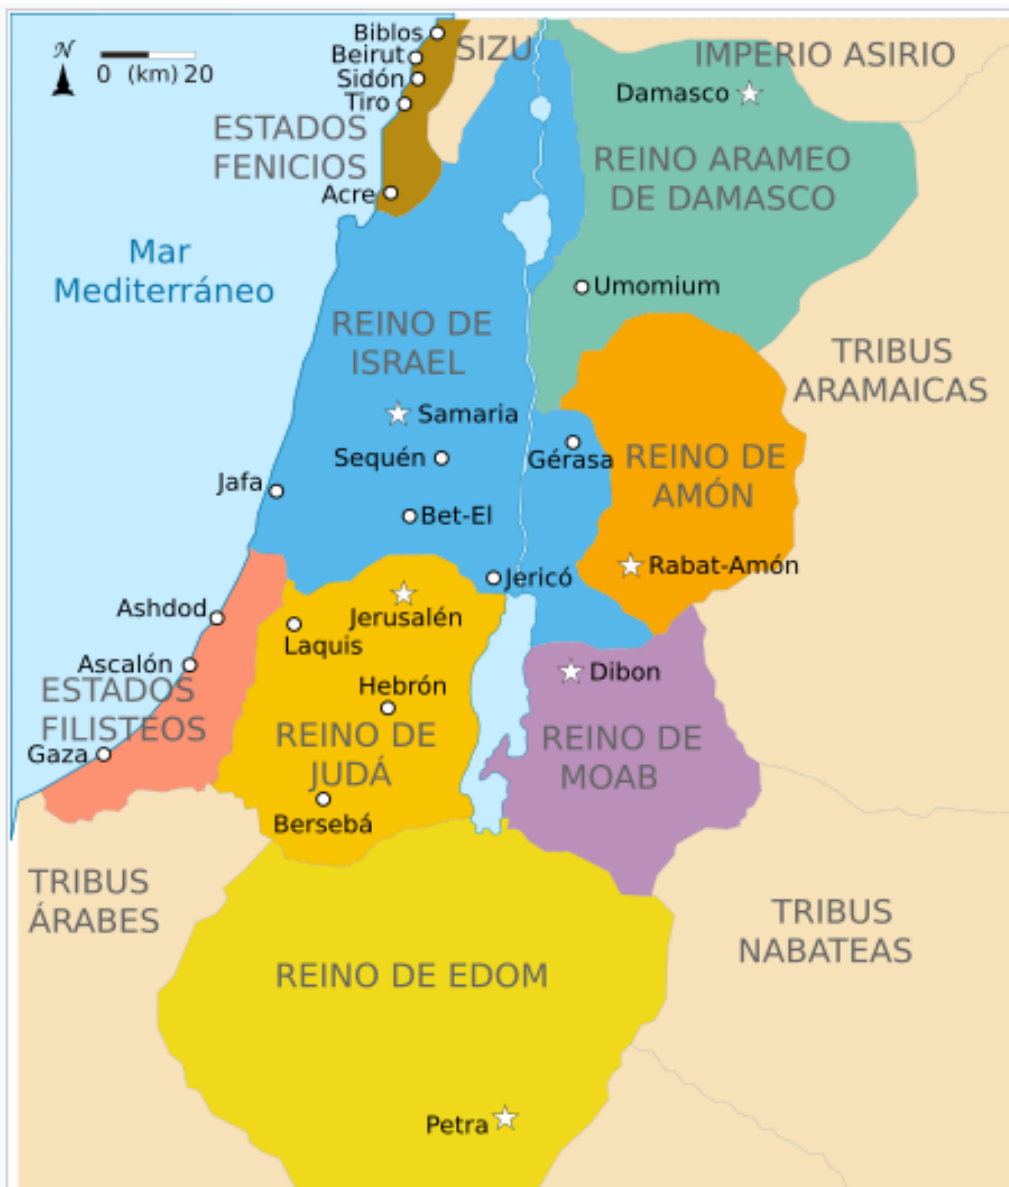 N
0 (km) 20
Biblos
Beirut
Sidón
Tiro
SIZU
IMPERIO ASIRIO
Damasco
ESTADOS
FENICIOS
REINO ARAMEO
DE DAMASCO
Acre
Mar
Mediterráneo
Umomium
REINO DE
ISRAEL
TRIBUS
ARAMAICAS
Samaria
Sequén
Gérasa
REINO DE
AMÓN
Jafa
Bet-El
Rabat-Amón
Jericó
Ashdod
Jerusalén
Laquis
Ascalón
Dibon
ESTADOS
FILISTEOS
Hebrón
Gaza
REINO DE
JUDÁ
REINO DE
MOAB
Bersebá
TRIBUS
ÁRABES
TRIBUS
NABATEAS
REINO DE EDOM
Petra